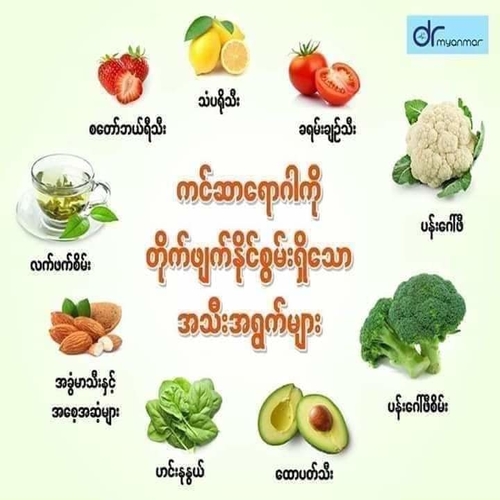 dr
myanmar
သံပရိုသီး
စတော်ဘယ်ရီသီး
ခရမ်းချဉ်သီး
ကင်ဆာရောဂါကို
တိုက်ဖျက်နိုင်စွမ်းရှိသော
အသီးအရွက်များ
ပန်းဂေါ်ဖီ
လက်ဖက်စိမ်း
အခွံမာသီးနှင့်
အစေ့အဆံများ
ပန်းဂေါ်ဖီစိမ်း
ဟင်းနုနွယ်
ထောပတ်သီး